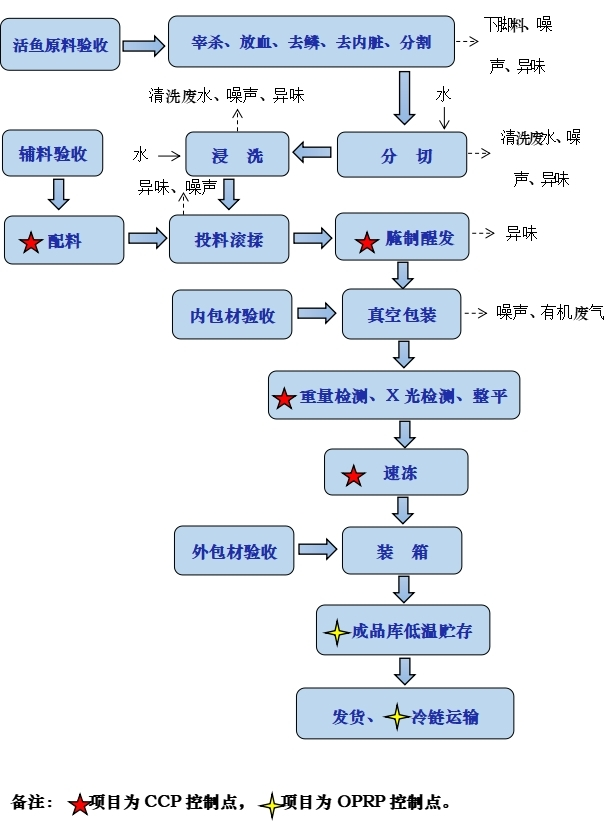 活鱼原料验收
宰杀、放血、去鳞、去内脏、分割
下脚料、噪
声、异味
清洗废水、噪声、异味
水
辅料验收
水
浸 洗
分 切
清洗废水、噪
声、异味
异味、噪声
配料
投料滚揉
腌制醒发
异味
内包材验收
真空包装
噪声、有机废气
重量检测、X 光检测、整平
速冻
外包材验收
装 箱
成品库低温贮存
发货、冷链运输
备注：项目为 CCP 控制点，项目为 OPRP 控制点。